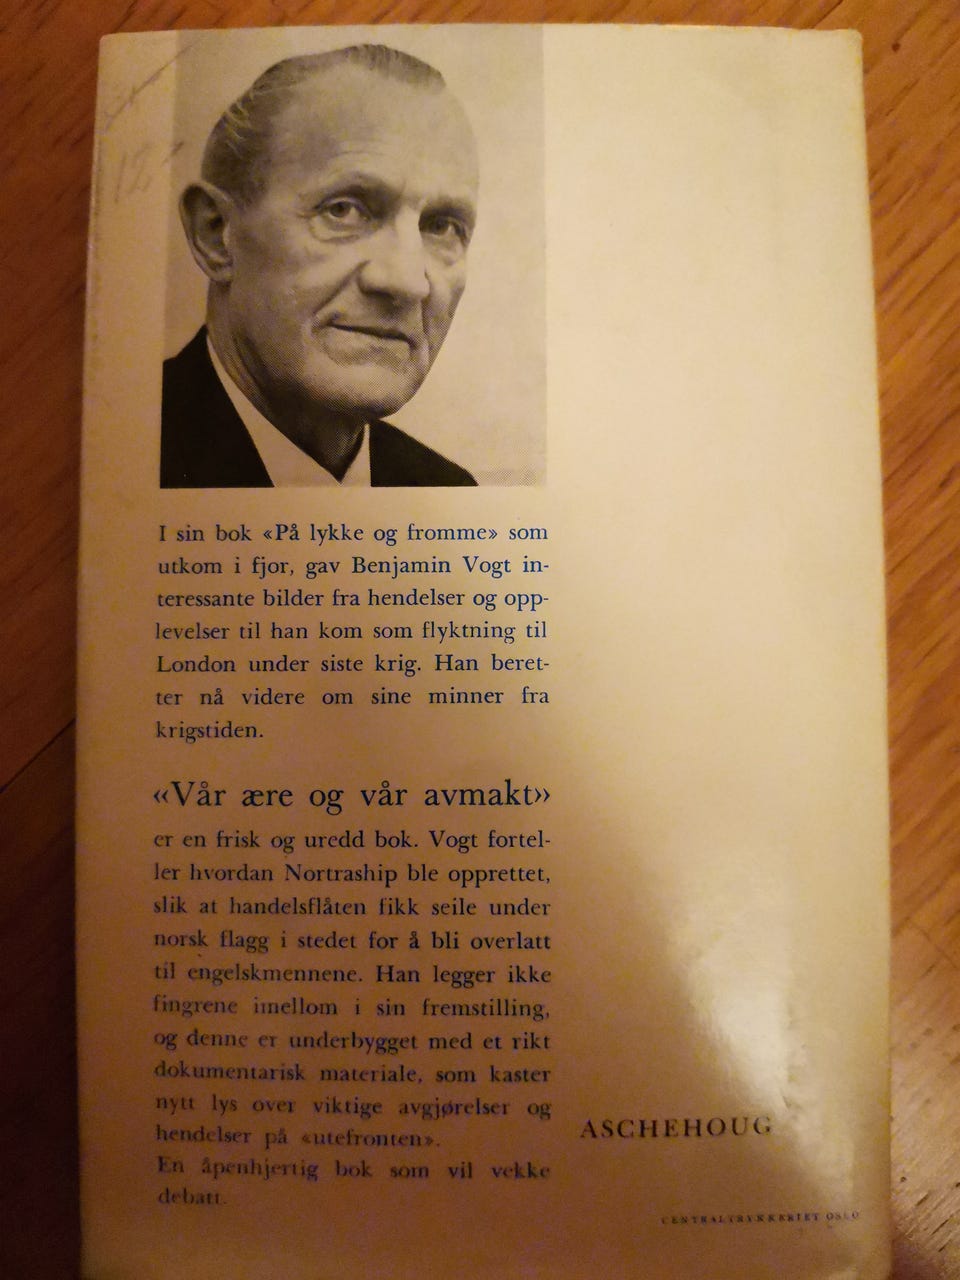 12
I sin bok «På lykke og fromme» som
utkom i fjor, gav Benjamin Vogt in-
teressante bilder fra hendelser og opp-
levelser til han kom som flyktning til
London under siste krig. Han beret-
ter nå videre om sine minner fra
krigstiden.
«Vår ære og vår avmakt»
er en frisk og uredd bok. Vogt fortel-
ler hvordan Nortraship ble opprettet,
slik at handelsflåten fikk seile under
norsk flagg i stedet for å bli overlatt
til engelskmennene. Han legger ikke
fingrene imellom i sin fremstilling,
og denne er underbygget med et rikt
dokumentarisk materiale, som kaster
nytt lys over viktige avgjørelser og
hendelser på «utefronten».
En åpenhjertig bok som vil vekke
debatt.
ASCHEHOUG
CENTRALTRYKKERIET OSLO